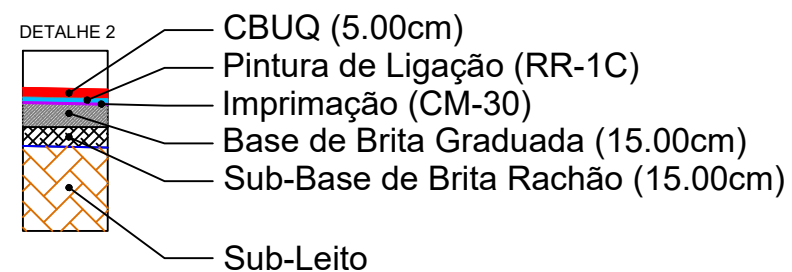 DETALHE 2
CBUQ (5.00cm)
Pintura de Ligação (RR-1C)
Imprimação (CM-30)
Base de Brita Graduada (15.00cm)
Sub-Base de Brita Rachão (15.00cm)
Sub-Leito